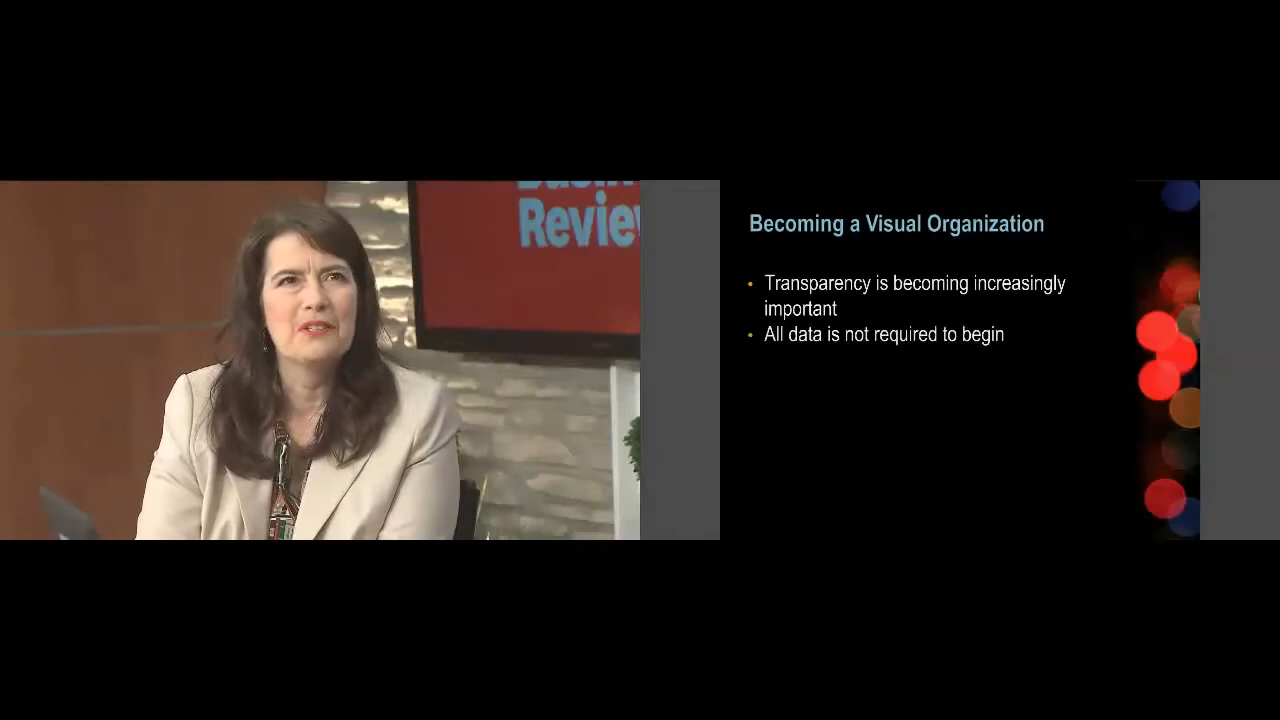 Review
Becoming a Visual Organization
• Transparency is becoming increasingly
important
• All data is not required to begin